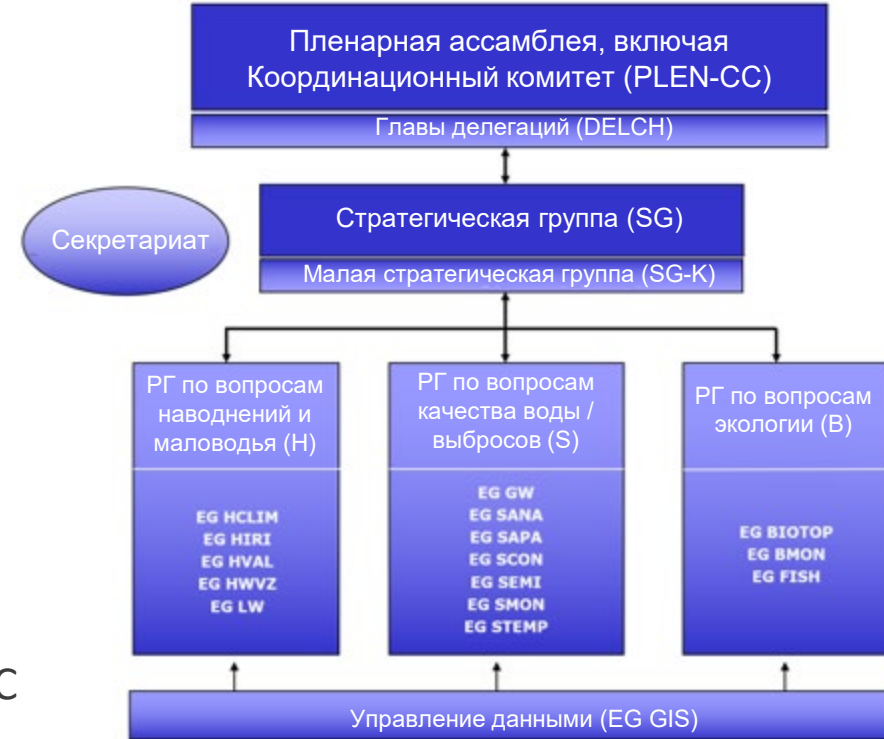 Пленарная ассамблея, включая
Координационный комитет (PLEN-CC)
Главы делегаций (DELCH)
Секретариат
Стратегическая группа (SG)
Малая стратегическая группа (SG-K)
РГ по вопросам
наводнений и
маловодья (H)
EG HCLIM
EG HIRI
EG HVAL
EG HWVZ
EG LW
РГ по вопросам
качества воды /
выбросов (S)
EG GW
EG SANA
EG SAPA
EG SCON
EG SEMI
EG SMON
EG STEMP
РГ по вопросам
экологии (B)
EG BIOTOP
EG BMON
EG FISH
С
Управление данными (EG GIS)